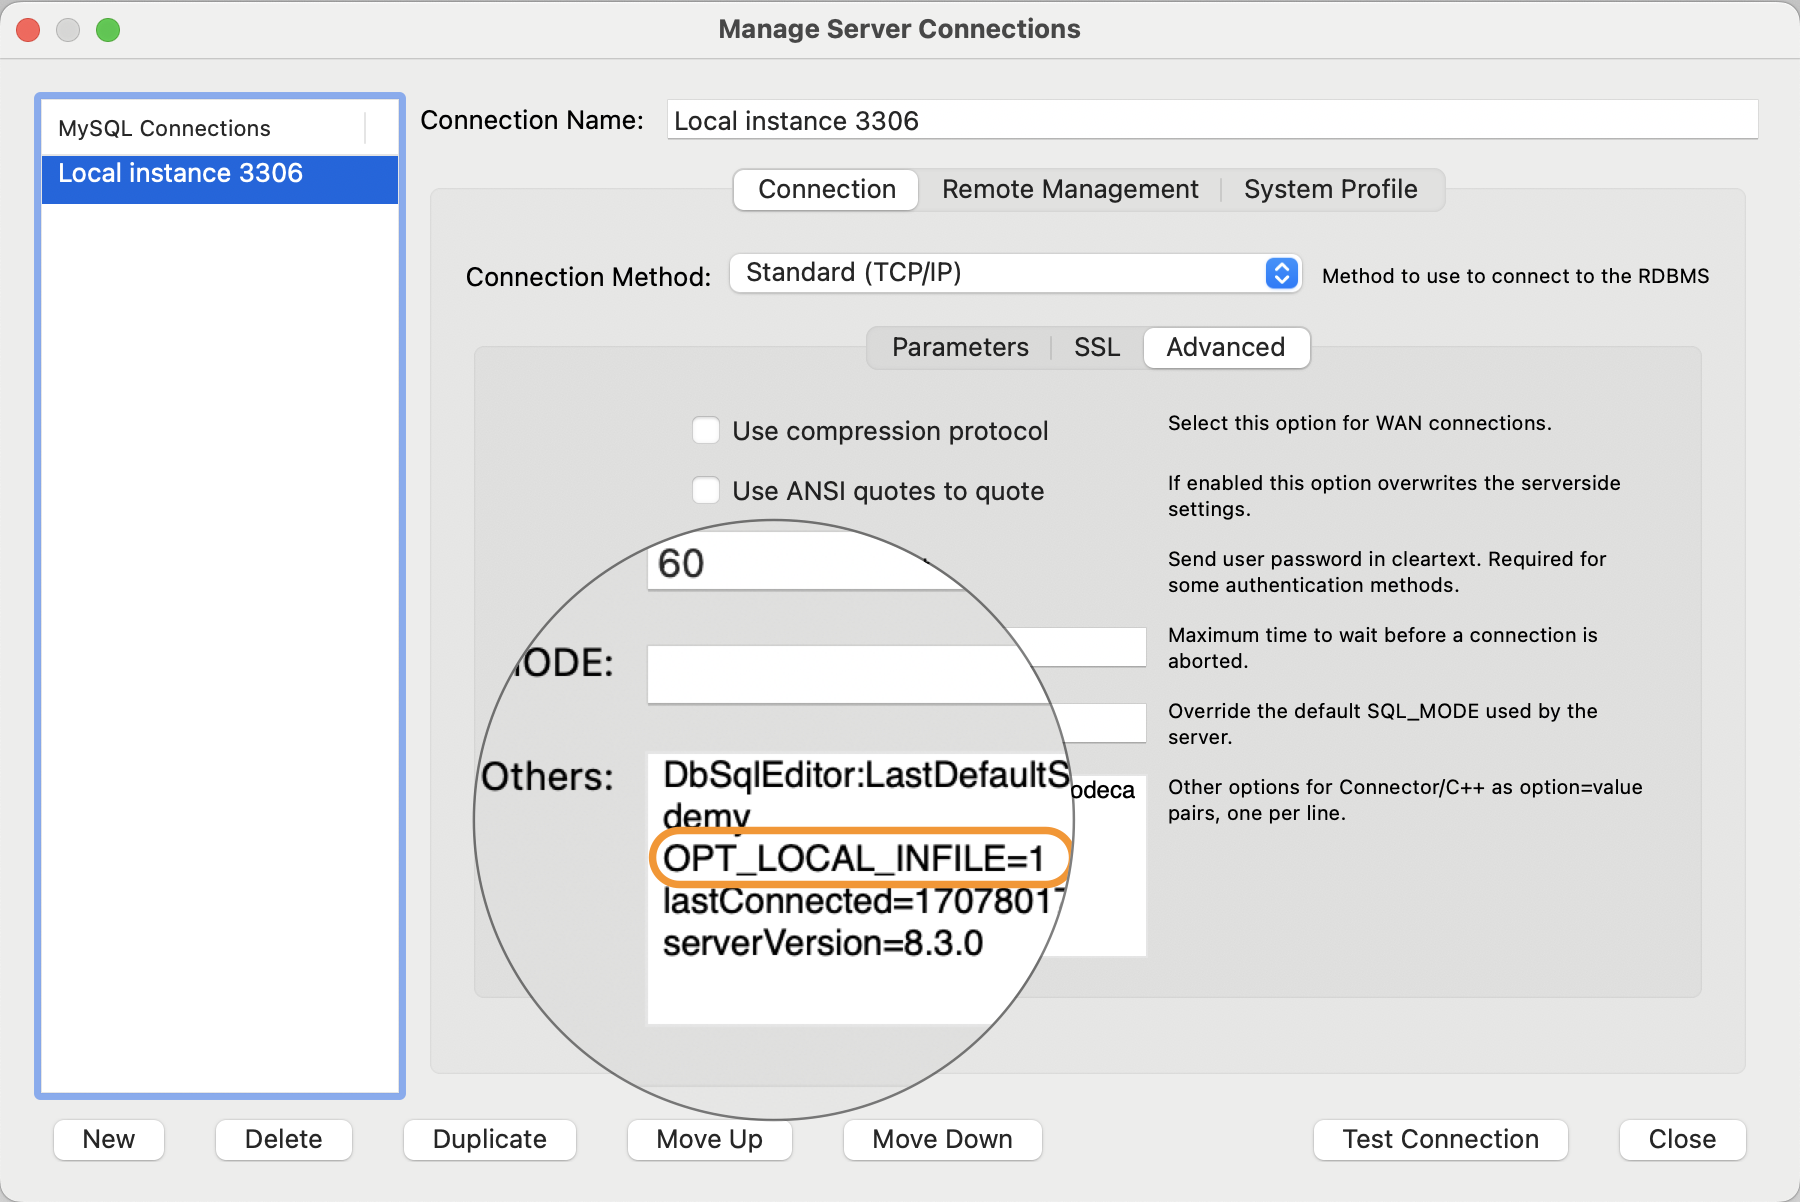 Manage Server Connections
MySQL Connections
Local instance 3306
Connection Name:
Local instance 3306
Connection
Remote Management
System Profile
Connection Method:
Standard (TCP/IP)
Method to use to connect to the RDBMS
Parameters
SSL
Advanced
Use compression protocol
Select this option for WAN connections.
Use ANSI quotes to quote
If enabled this option overwrites the serverside
settings.
60
Send user password in cleartext. Required for
some authentication methods.
Maximum time to wait before a connection is
aborted.
ODE:
Override the default SQL_MODE used by the
server.
Others:
DbSqlEditor:LastDefaultS
odeca
demy
OPT_LOCAL_INFILE=1
lastConnected=1707801
serverVersion=8.3.0
Other options for Connector/C++ as option=value
pairs, one per line.
New
Delete
Duplicate
Move Up
Move Down
Test Connection
Close